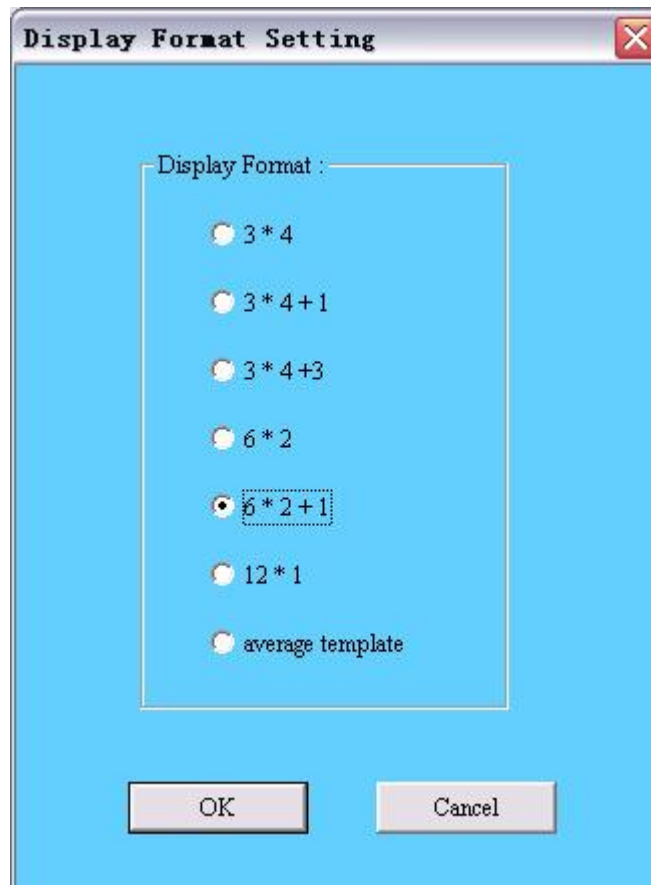 Display Format Setting
Display Format :
3 * 4
3 * 4 + 1
3 * 4 +3
6 * 2
6 * 2 + 1
12 * 1
average template
OK Cancel